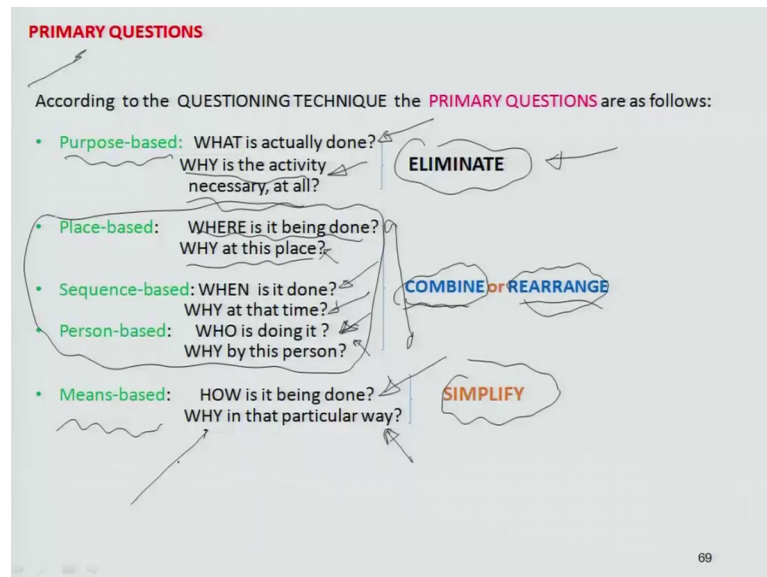 PRIMARY QUESTIONS
According to the QUESTIONING TECHNIQUE the PRIMARY QUESTIONS are as follows:
• Purpose-based: WHAT is actually done?
WHY is the activity
necessary, at all?
ELIMINATE
• Place-based: WHERE is it being done?
WHY at this place?
• Sequence-based: WHEN is it done?
WHY at that time?
COMBINE or REARRANGE
• Person-based: WHO is doing it ?
WHY by this person?
• Means-based: HOW is it being done?
WHY in that particular way?
SIMPLIFY
69